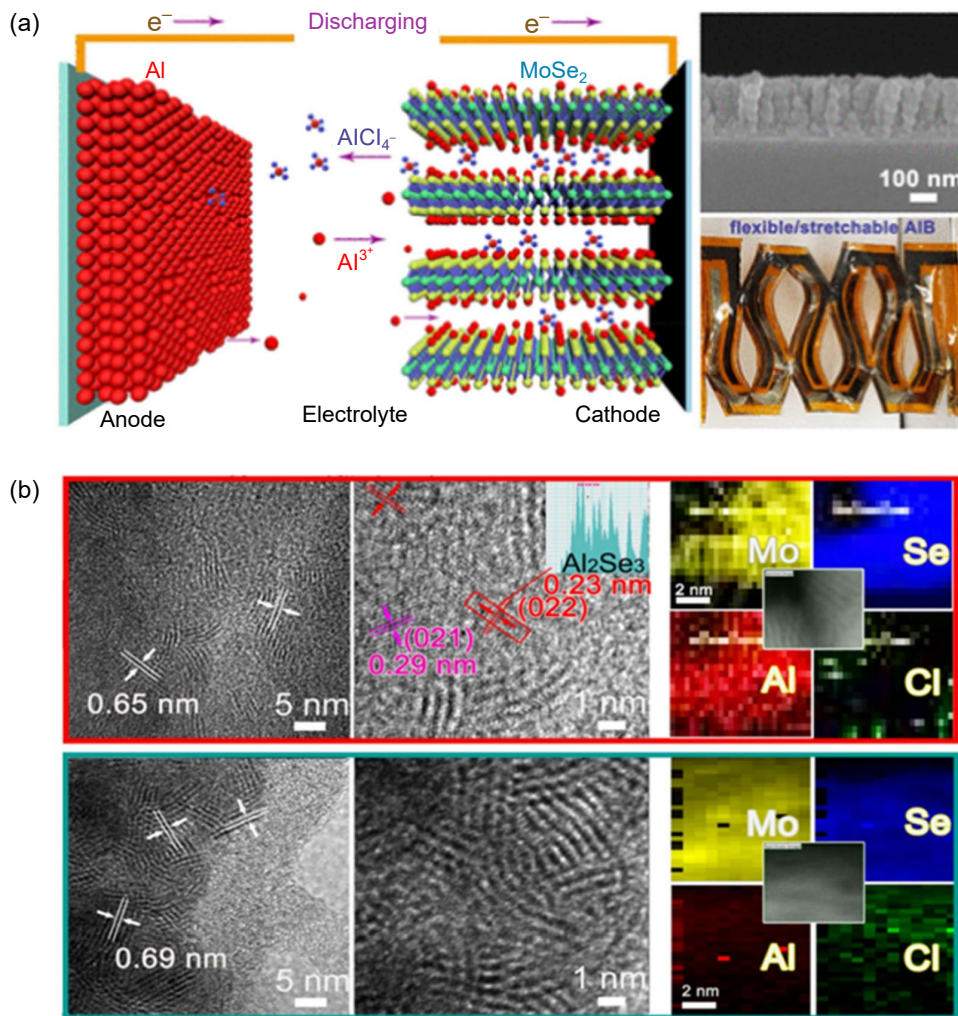 (a)
e⁻ Discharging e⁻
Al
MoSe₂
AlCl₄⁻
Al³⁺
Anode
Electrolyte
Cathode
100 nm
flexible/stretchable AIB
(b)
0.65 nm
5 nm
Al₂Se₃
0.23 nm
(022)
(021)
0.29 nm
1 nm
Mo
Se
2 nm
Al
Cl
0.69 nm
5 nm
1 nm
Mo
Se
Al
Cl
2 nm